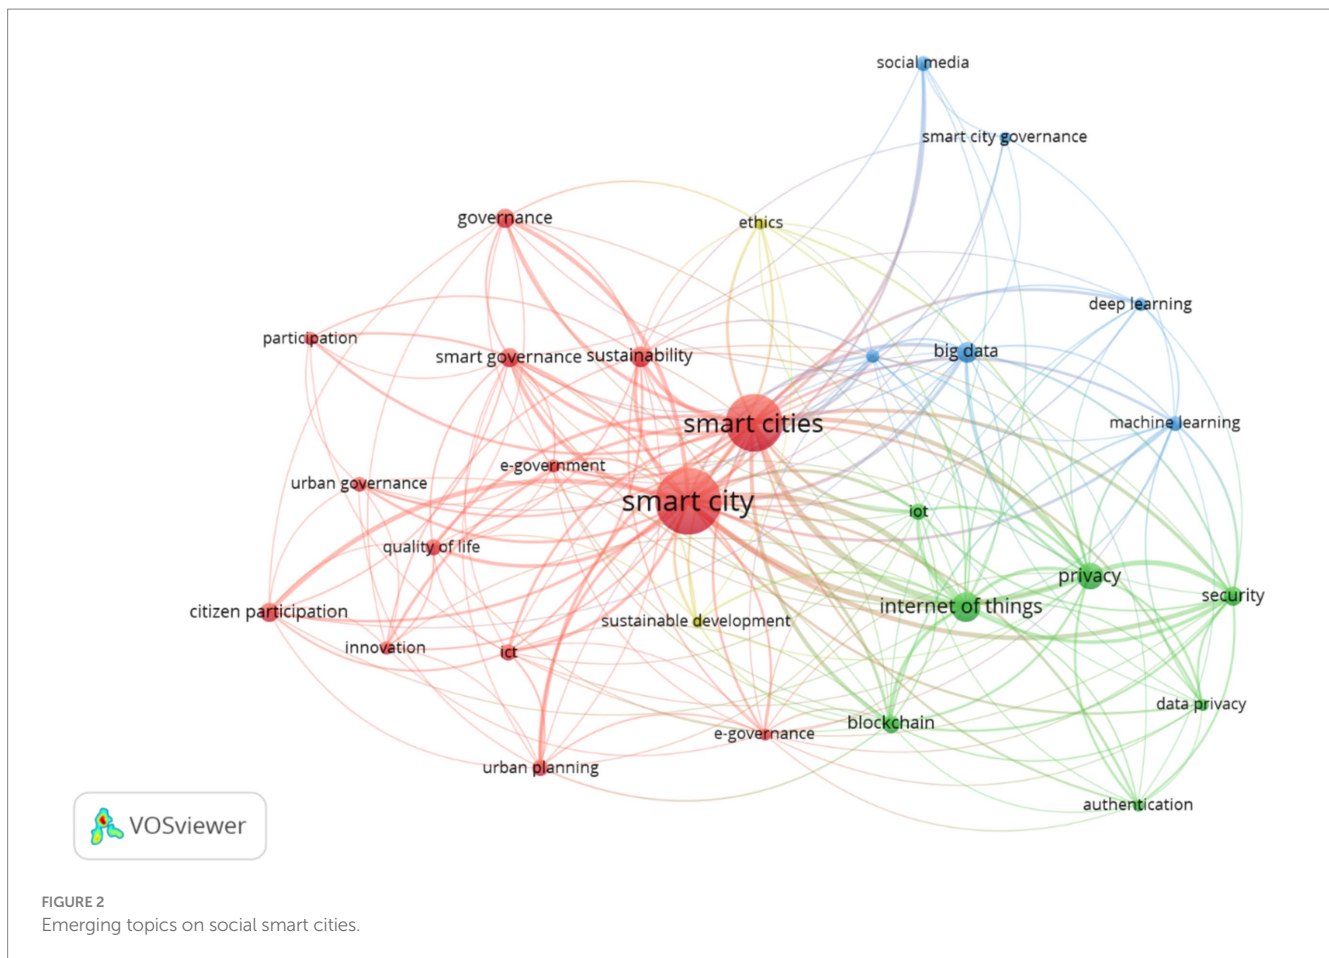 social media
smart city governance
governance
ethics
deep learning
participation
smart governance
sustainability
big data
smart cities
machine learning
e-government
urban governance
smart city
iot
quality of life
privacy
security
internet of things
citizen participation
sustainable development
innovation
ict
data privacy
blockchain
e-governance
urban planning
authentication
VOSviewer
FIGURE 2
Emerging topics on social smart cities.